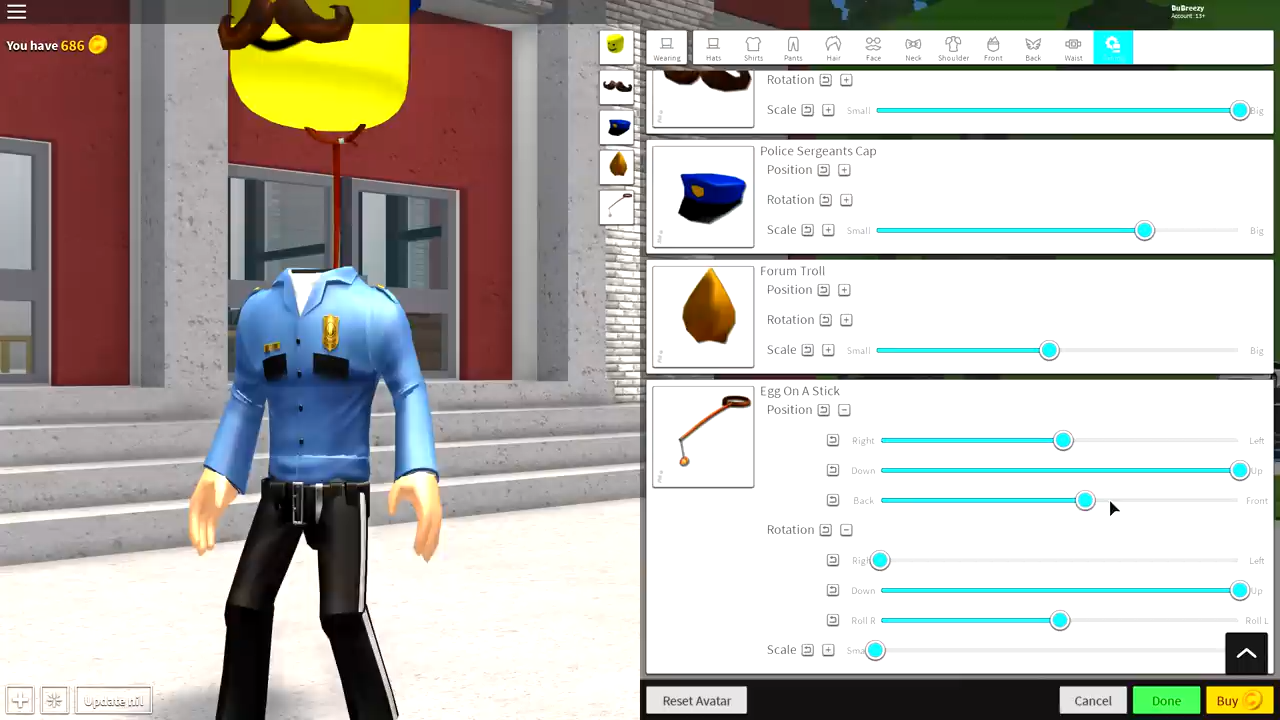 You have 686
BuBreezy
Account: 13+
Wearing
Hats
Shirts
Pants
Hair
Face
Neck
Shoulder
Front
Back
Waist
Rotation
Scale Small Big
Police Sergeants Cap
Position
Rotation
Scale Small Big
Forum Troll
Position
Rotation
Scale Small Big
Egg On A Stick
Position
Right Left
Down Up
Back Front
Rotation
Righ Left
Down Up
Roll R Roll L
Scale Sma
Reset Avatar
Cancel
Done
Buy